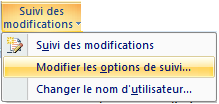 Suivi des
modifications
Suivi des modifications
Modifier les options de suivi...
Changer le nom d'utilisateur...